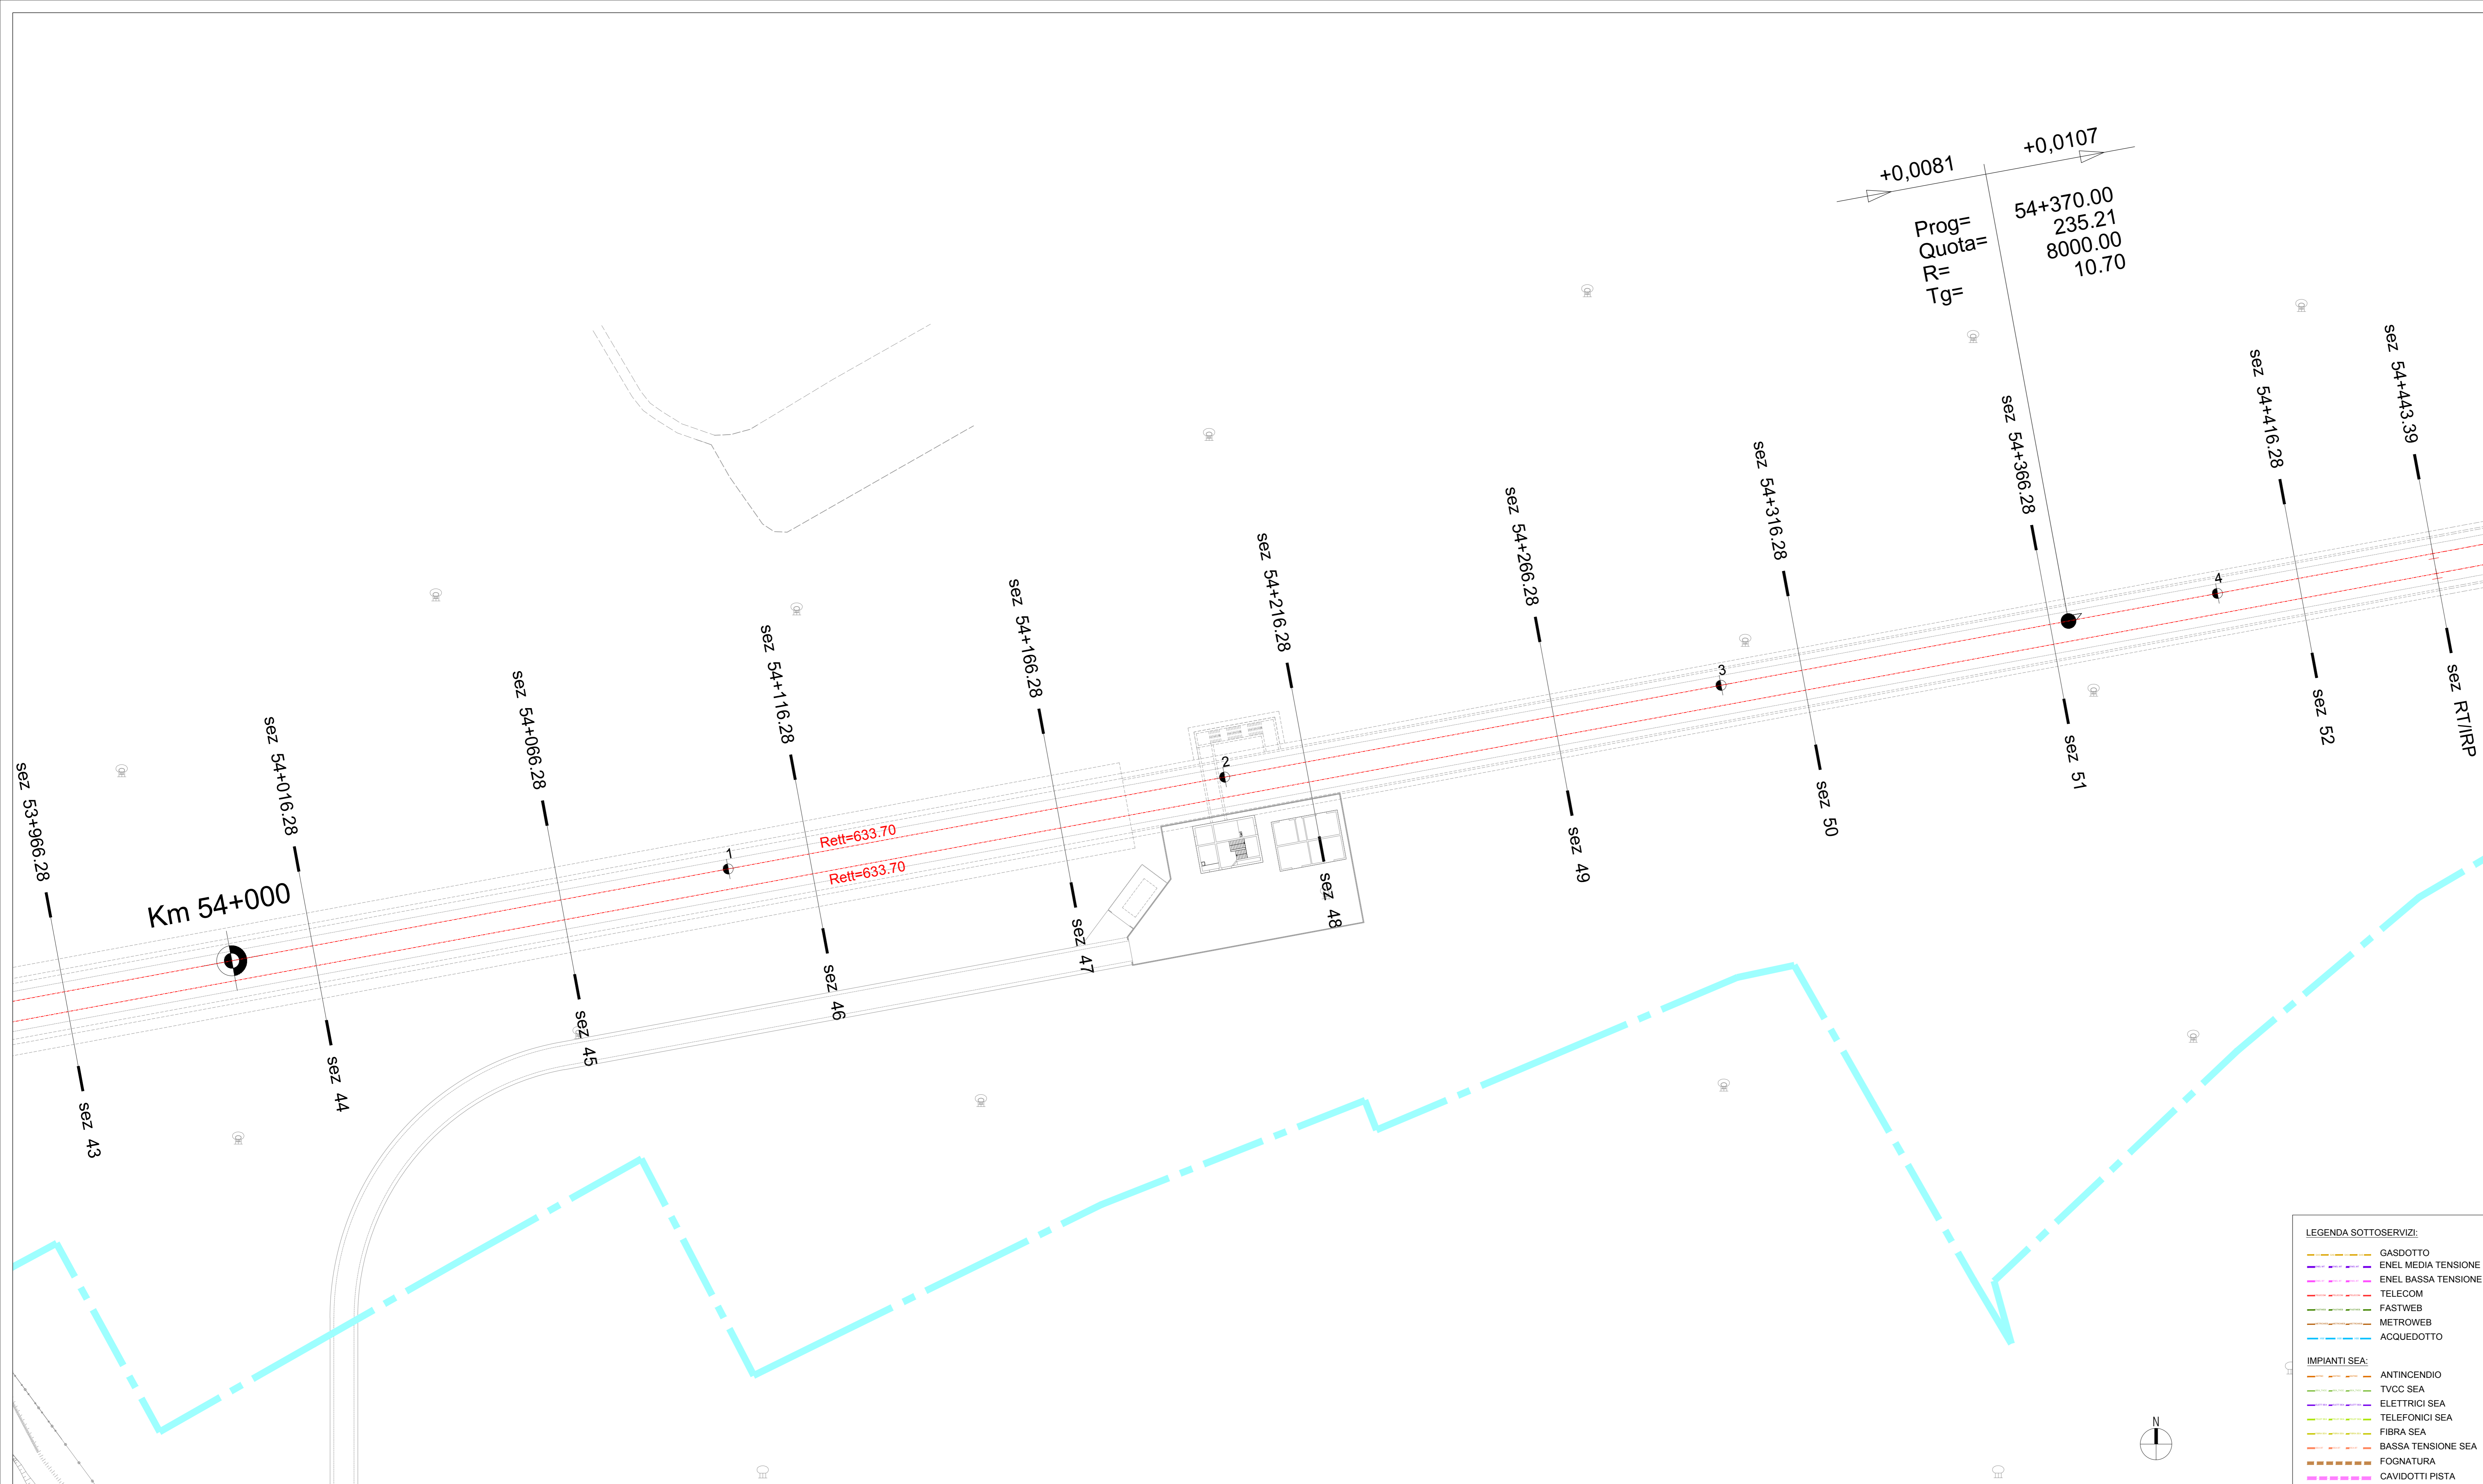 +0,0081
+0,0107
Prog= 54+370.00
Quota= 235.21
R= 8000.00
Tg= 10.70
sez 53+966.28
sez 54+016.28
sez 54+066.28
sez 54+116.28
sez 54+166.28
sez 54+216.28
sez 54+266.28
sez 54+316.28
sez 54+366.28
sez 54+416.28
sez 54+443.39
Km 54+000
1
2
3
4
Rett=633.70
Rett=633.70
sez 43
sez 44
sez 45
sez 46
sez 47
sez 48
sez 49
sez 50
sez 51
sez 52
sez RT/IRP
N
LEGENDA SOTTOSERVIZI:
GASDOTTO
ENEL MEDIA TENSIONE
ENEL BASSA TENSIONE
TELECOM
FASTWEB
METROWEB
ACQUEDOTTO
IMPIANTI SEA:
ANTINCENDIO
TVCC SEA
ELETTRICI SEA
TELEFONICI SEA
FIBRA SEA
BASSA TENSIONE SEA
FOGNATURA
CAVIDOTTI PISTA